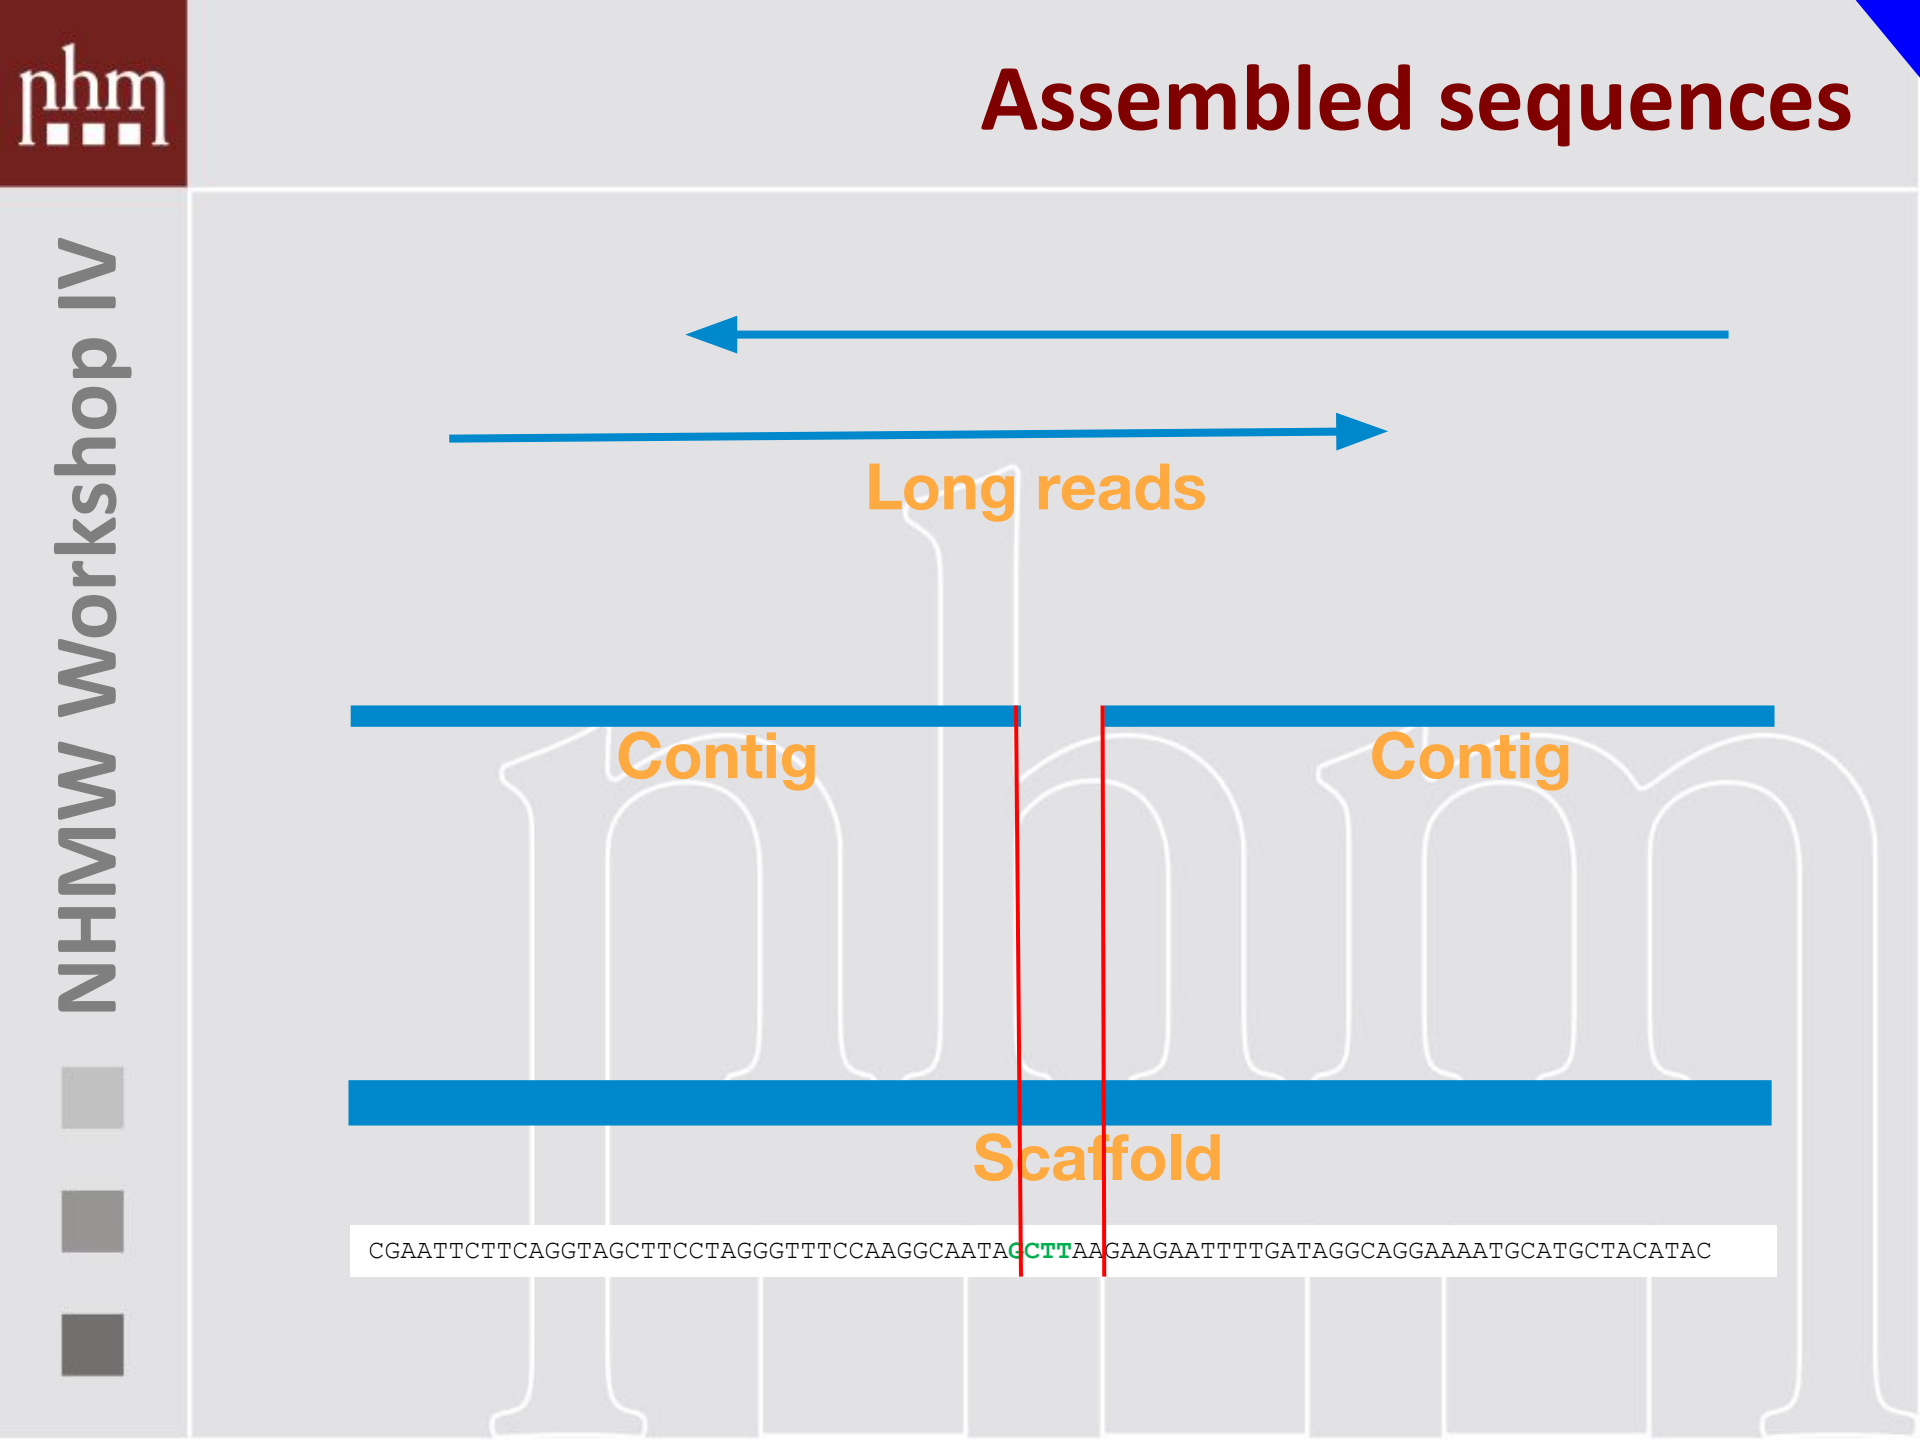 nhm
Assembled sequences
NHMW Workshop IV
Long reads
Contig
Contig
Scaffold
CGAATTCTTCAGGTAGCTTCCTAGGGTTTCCAAGGCAATAGCTTAAGAAGAATTTTGATAGGCAGGAAAATGCATGCTACATAC